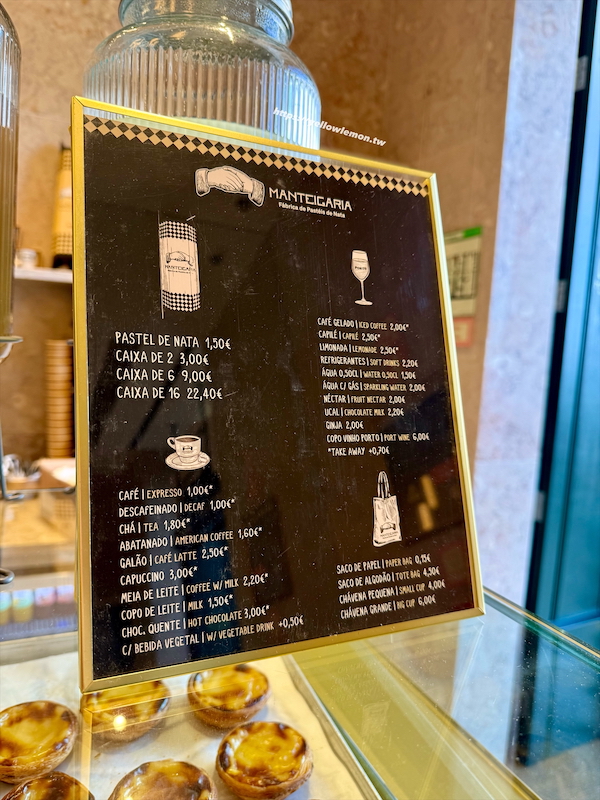 yellowlemon.tw
MANTEIGARIA
Fábrica de Pastéis de Nata
PASTEL DE NATA 1,50€
CAIXA DE 2 3,00€
CAIXA DE 6 9,00€
CAIXA DE 16 22,40€
CAFÉ | EXPRESSO 1,00€*
DESCAFEINADO | DECAF 1,00€*
CHÁ | TEA 1,80€*
ABATANADO | AMERICAN COFFEE 1,60€*
GALÃO | CAFÉ LATTE 2,50€*
CAPUCCINO 3,00€*
MEIA DE LEITE | COFFEE W/ MILK 2,20€*
COPO DE LEITE | MILK 1,50€*
CHOC. QUENTE | HOT CHOCOLATE 3,00€*
C/ BEBIDA VEGETAL | W/ VEGETABLE DRINK +0,50€
PORTO
CAFÉ GELADO | ICED COFFEE 2,00€*
CAPILÉ | CAPILÉ 2,50€*
LIMONADA | LEMONADE 2,50€*
REFRIGERANTES | SOFT DRINKS 2,20€
ÁGUA 0,50CL | WATER 0,50CL 1,50€
ÁGUA C/ GÁS | SPARKLING WATER 2,00€
NÉCTAR | FRUIT NECTAR 2,00€
UCAL | CHOCOLATE MILK 2,20€
GINJA 2,00€
COPO VINHO PORTO | PORT WINE 6,00€
*TAKE AWAY +0,70€
SACO DE PAPEL | PAPER BAG 0,15€
SACO DE ALGODÃO | TOTE BAG 4,50€
CHÁVENA PEQUENA | SMALL CUP 4,00€
CHÁVENA GRANDE | BIG CUP 6,00€